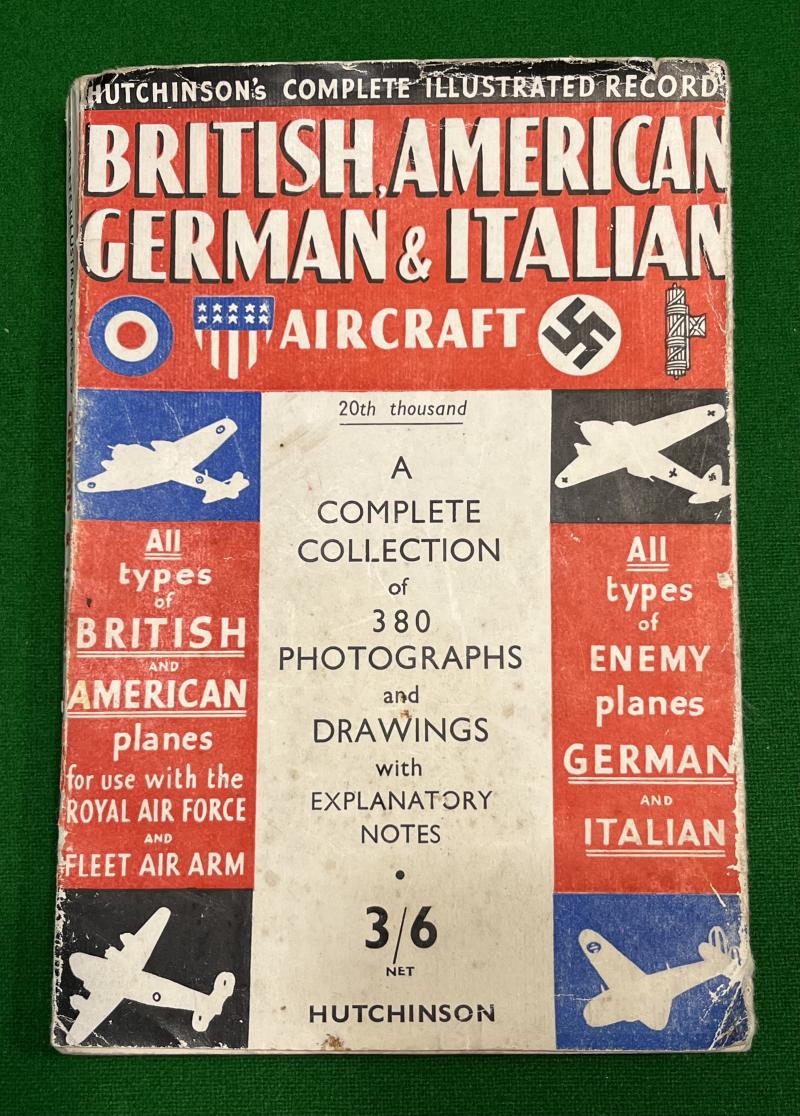 HUTCHINSON's COMPLETE ILLUSTRATED RECORD
BRITISH, AMERICAN
GERMAN & ITALIAN
AIRCRAFT
20th thousand
A
COMPLETE
COLLECTION
of
380
PHOTOGRAPHS
and
DRAWINGS
with
EXPLANATORY
NOTES
3/6
NET
HUTCHINSON
All
types
of
BRITISH
AND
AMERICAN
planes
for use with the
ROYAL AIR FORCE
AND
FLEET AIR ARM
All
types
of
ENEMY
planes
GERMAN
AND
ITALIAN